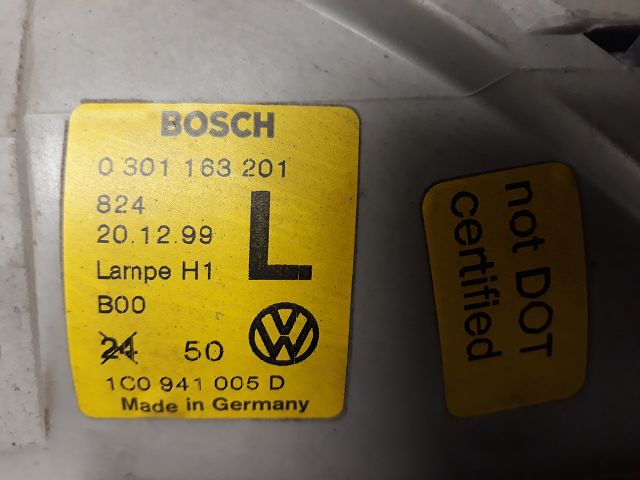 BOSCH
0 301 163 201
824
20.12.99
L
Lampe H1
B00
24 50
1C0 941 005 D
Made in Germany
not DOT
certified